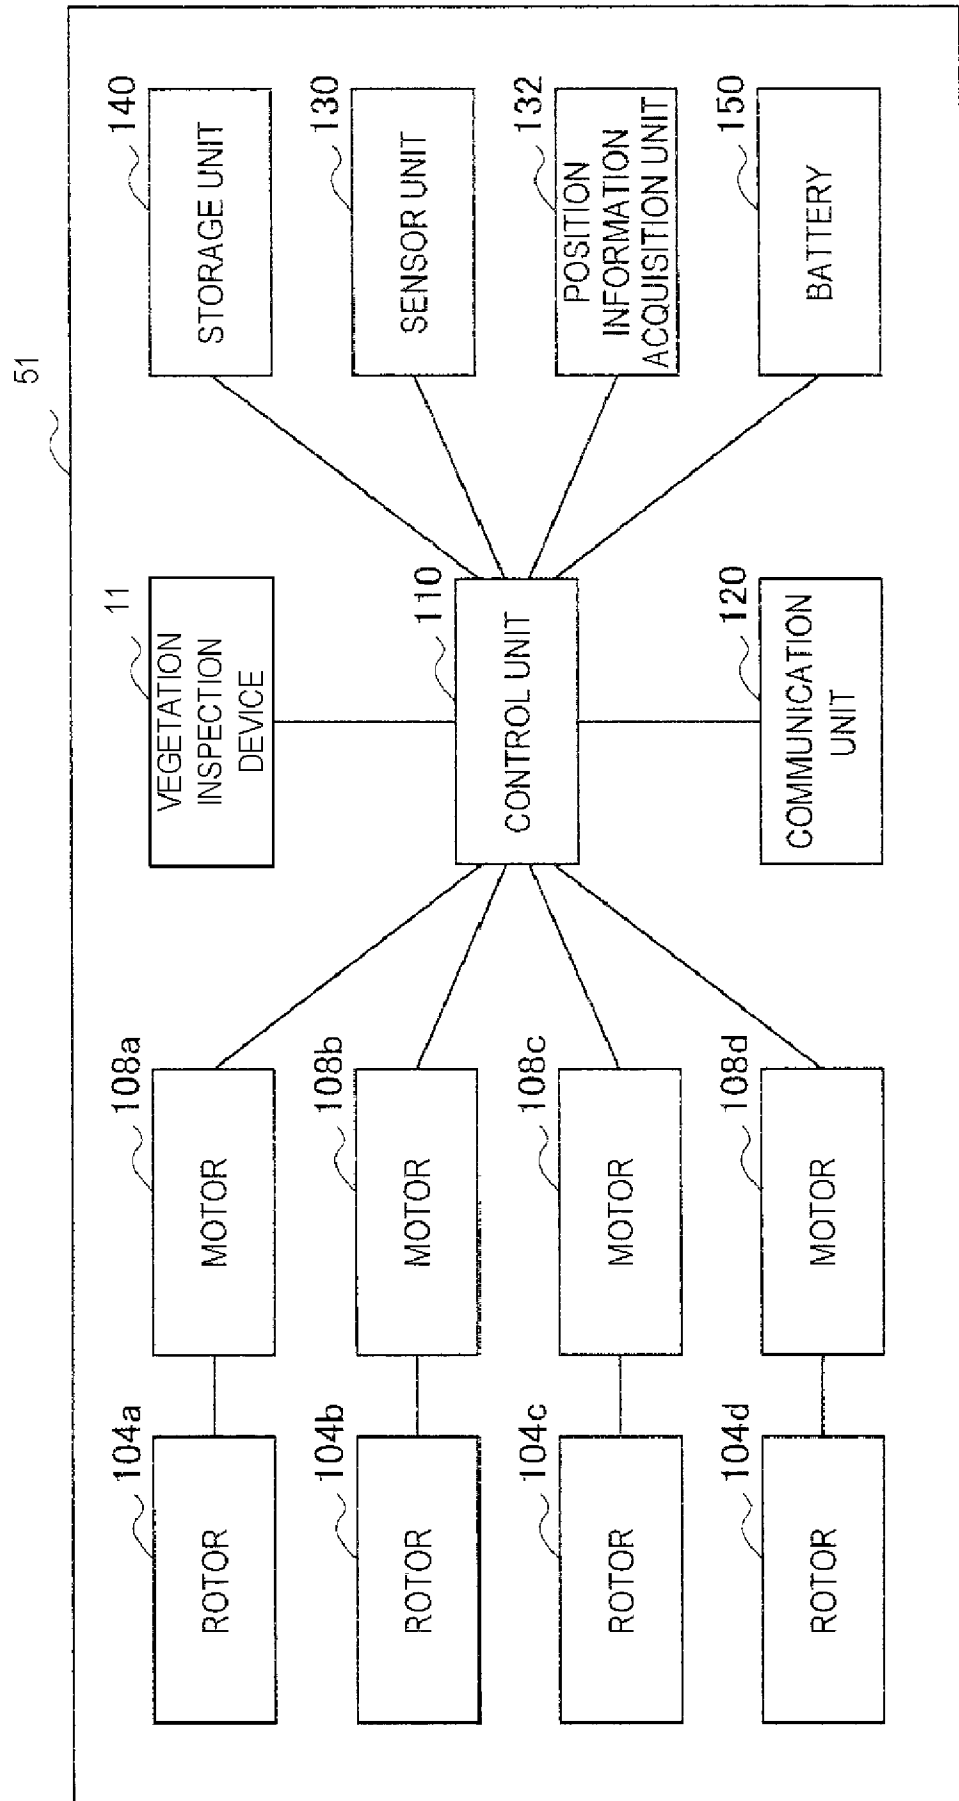 51
104a
ROTOR
108a
MOTOR
11
VEGETATION
INSPECTION
DEVICE
140
STORAGE UNIT
104b
ROTOR
108b
MOTOR
130
SENSOR UNIT
110
CONTROL UNIT
104c
ROTOR
108c
MOTOR
132
POSITION
INFORMATION
ACQUISITION UNIT
104d
ROTOR
108d
MOTOR
120
COMMUNICATION
UNIT
150
BATTERY